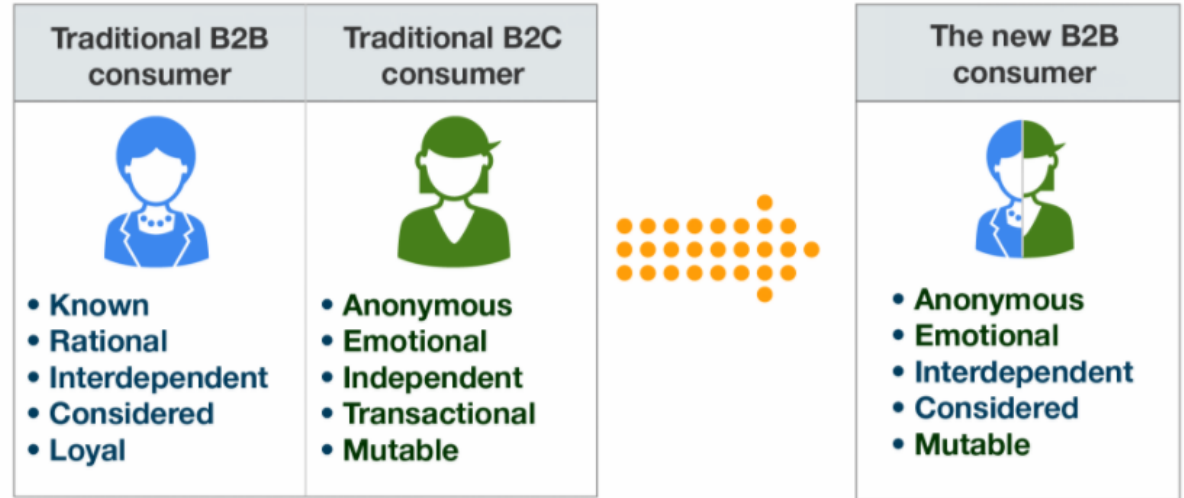 Traditional B2B
consumer
Traditional B2C
consumer
The new B2B
consumer
• Known
• Rational
• Interdependent
• Considered
• Loyal
• Anonymous
• Emotional
• Independent
• Transactional
• Mutable
• Anonymous
• Emotional
• Interdependent
• Considered
• Mutable